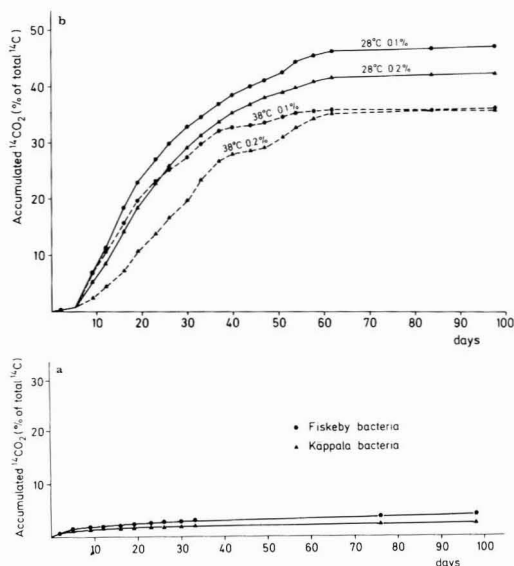 b
Accumulated ¹⁴CO₂ (% of total ¹⁴C)
50
40
30
20
10
28°C 0.1%
28°C 0.2%
38°C 0.1%
38°C 0.2%
10 20 30 40 50 60 70 80 90 100
days
a
Accumulated ¹⁴CO₂ (% of total ¹⁴C)
30
20
10
• Fiskeby bacteria
▲ Käppala bacteria
10 20 30 40 50 60 70 80 90 100
days